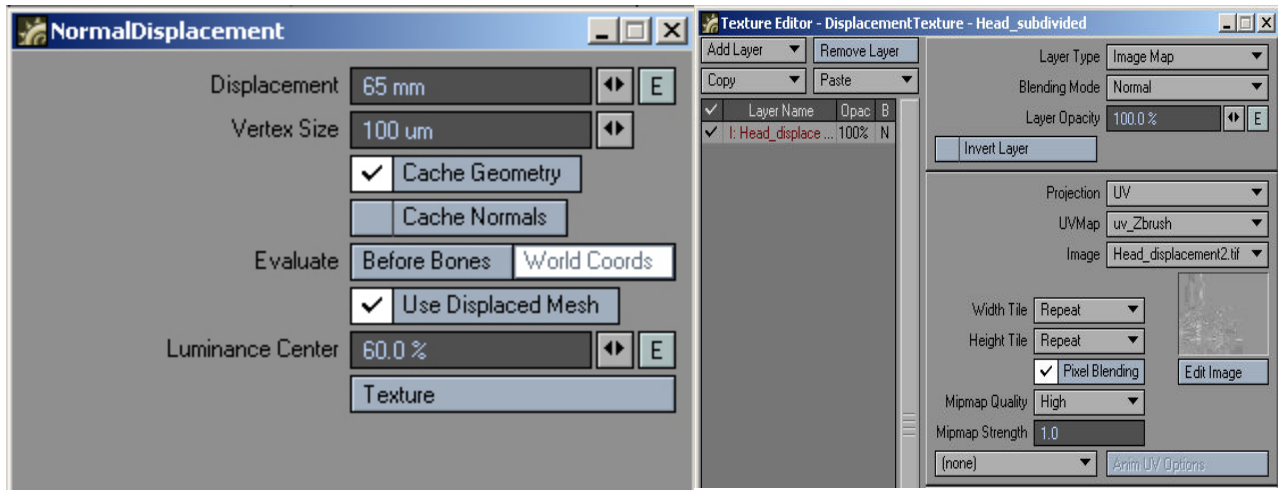 NormalDisplacement
Displacement 65 mm E
Vertex Size 100 um
Cache Geometry
Cache Normals
Evaluate Before Bones World Coords
Use Displaced Mesh
Luminance Center 60.0 % E
Texture
Texture Editor - DisplacementTexture - Head_subdivided
Add Layer Remove Layer
Copy Paste
Layer Name Opac B
I: Head_displace ... 100% N
Layer Type Image Map
Blending Mode Normal
Layer Opacity 100.0 % E
Invert Layer
Projection UV
UVMap uv_Zbrush
Image Head_displacement2.tif
Width Tile Repeat
Height Tile Repeat
Pixel Blending Edit Image
Mipmap Quality High
Mipmap Strength 1.0
(none) Anim UV Options